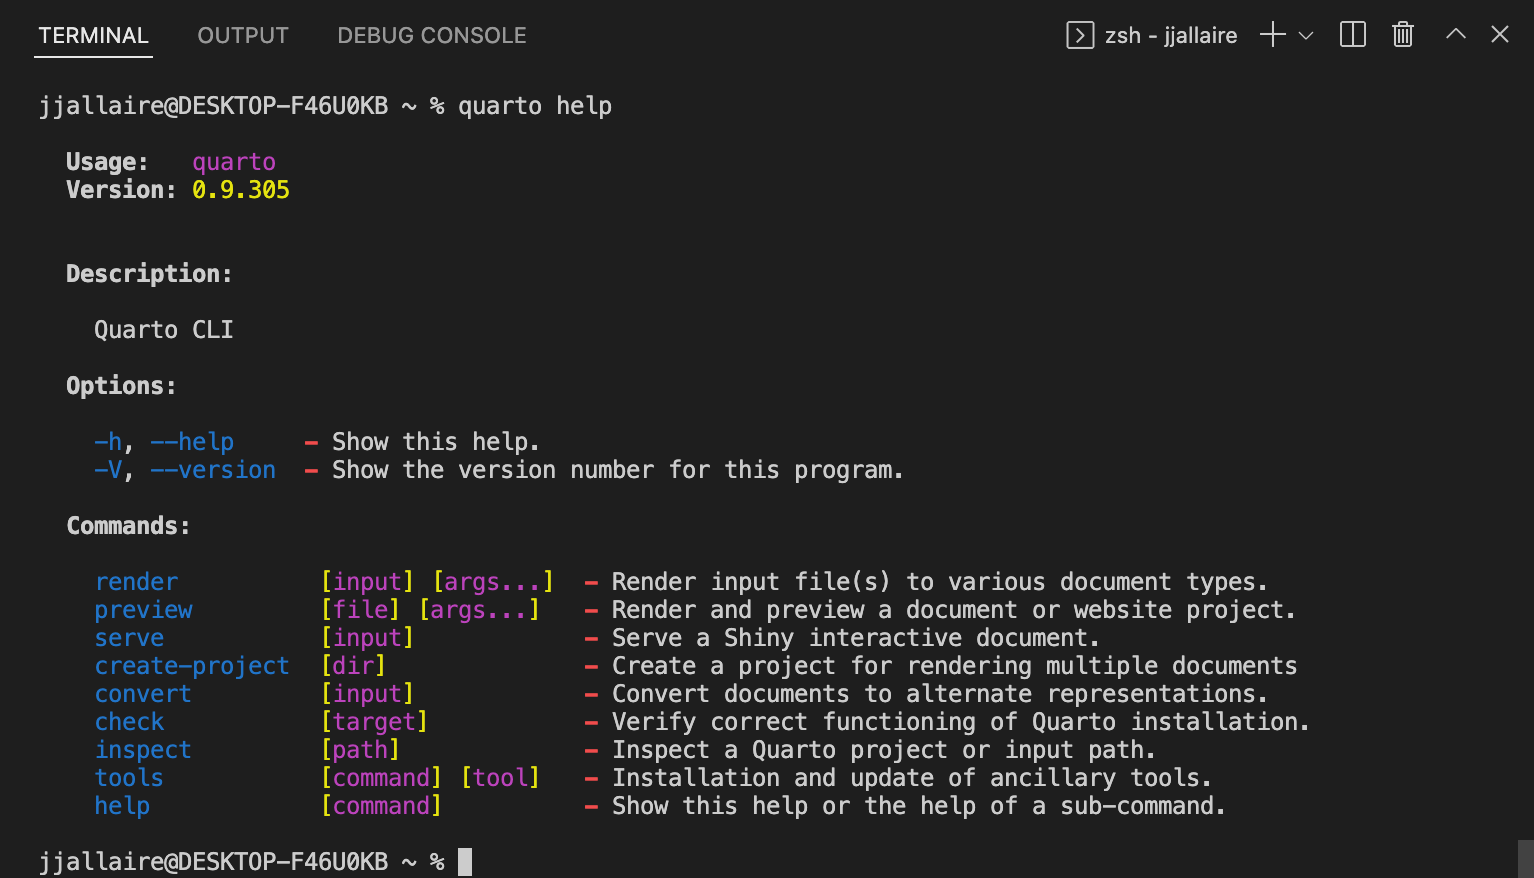 TERMINAL OUTPUT DEBUG CONSOLE zsh - jjallaire
jjallaire@DESKTOP-F46U0KB ~ % quarto help
Usage: quarto
Version: 0.9.305
Description:
Quarto CLI
Options:
-h, --help - Show this help.
-V, --version - Show the version number for this program.
Commands:
render [input] [args...] - Render input file(s) to various document types.
preview [file] [args...] - Render and preview a document or website project.
serve [input] - Serve a Shiny interactive document.
create-project [dir] - Create a project for rendering multiple documents
convert [input] - Convert documents to alternate representations.
check [target] - Verify correct functioning of Quarto installation.
inspect [path] - Inspect a Quarto project or input path.
tools [command] [tool] - Installation and update of ancillary tools.
help [command] - Show this help or the help of a sub-command.
jjallaire@DESKTOP-F46U0KB ~ %